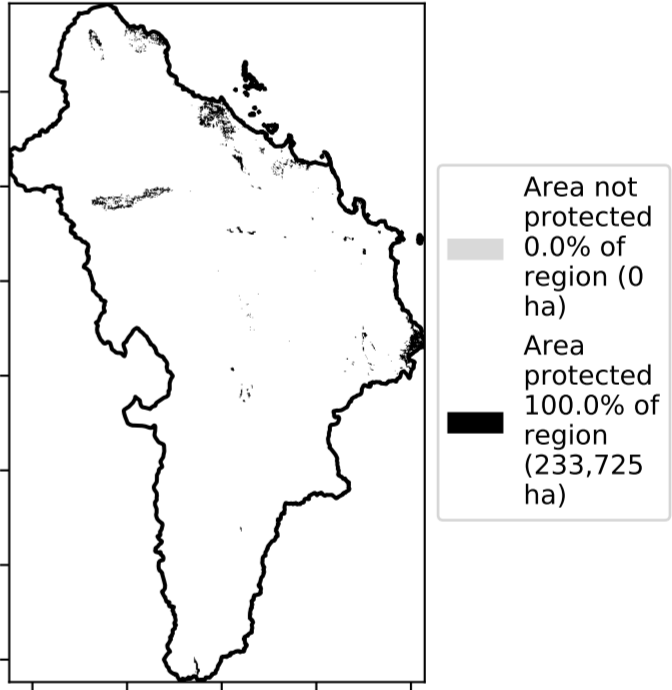 Area not
protected
0.0% of
region (0
ha)
Area
protected
100.0% of
region
(233,725
ha)